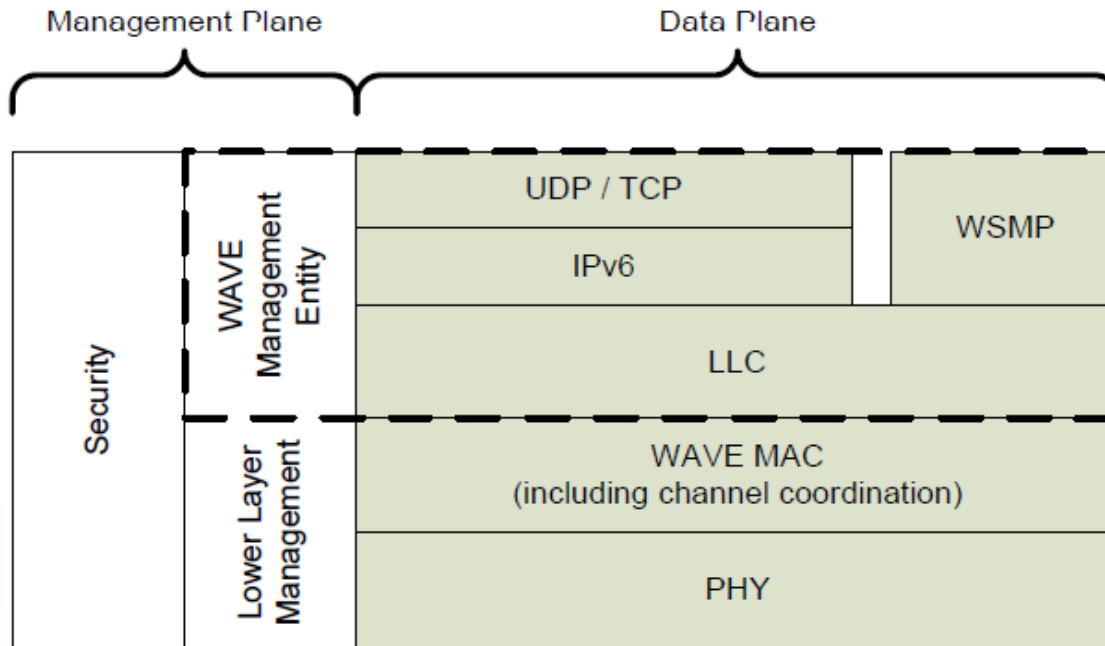 Management Plane
Data Plane
Security
WAVE
Management
Entity
Lower Layer
Management
UDP / TCP
IPv6
WSMP
LLC
WAVE MAC
(including channel coordination)
PHY